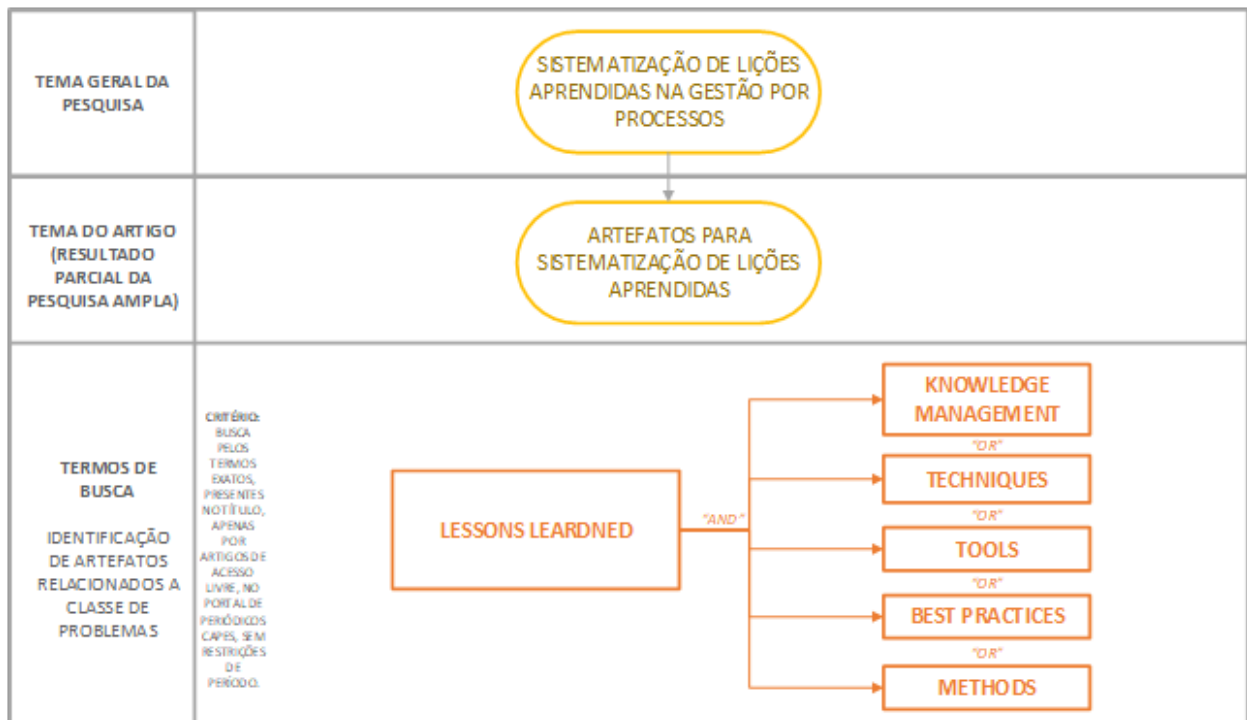 TEMA GERAL DA
PESQUISA
SISTEMATIZAÇÃO DE LIÇÕES
APRENDIDAS NA GESTÃO POR
PROCESSOS
TEMA DO ARTIGO
(RESULTADO
PARCIAL DA
PESQUISA AMPLA)
ARTEFATOS PARA
SISTEMATIZAÇÃO DE LIÇÕES
APRENDIDAS
TERMOS DE
BUSCA
IDENTIFICAÇÃO
DE ARTEFATOS
RELACIONADOS A
CLASSE DE
PROBLEMAS
CRITÉRIO:
BUSCA
PELOS
TERMOS
EXATOS,
PRESENTES
NO TÍTULO,
APENAS
POR
ARTIGOS DE
ACESSO
LIVRE, NO
PORTAL DE
PERIÓDICOS
CAPES, SEM
RESTRIÇÕES
DE
PERÍODO.
LESSONS LEARDNED
"AND"
KNOWLEDGE
MANAGEMENT
"OR"
TECHNIQUES
"OR"
TOOLS
"OR"
BEST PRACTICES
"OR"
METHODS